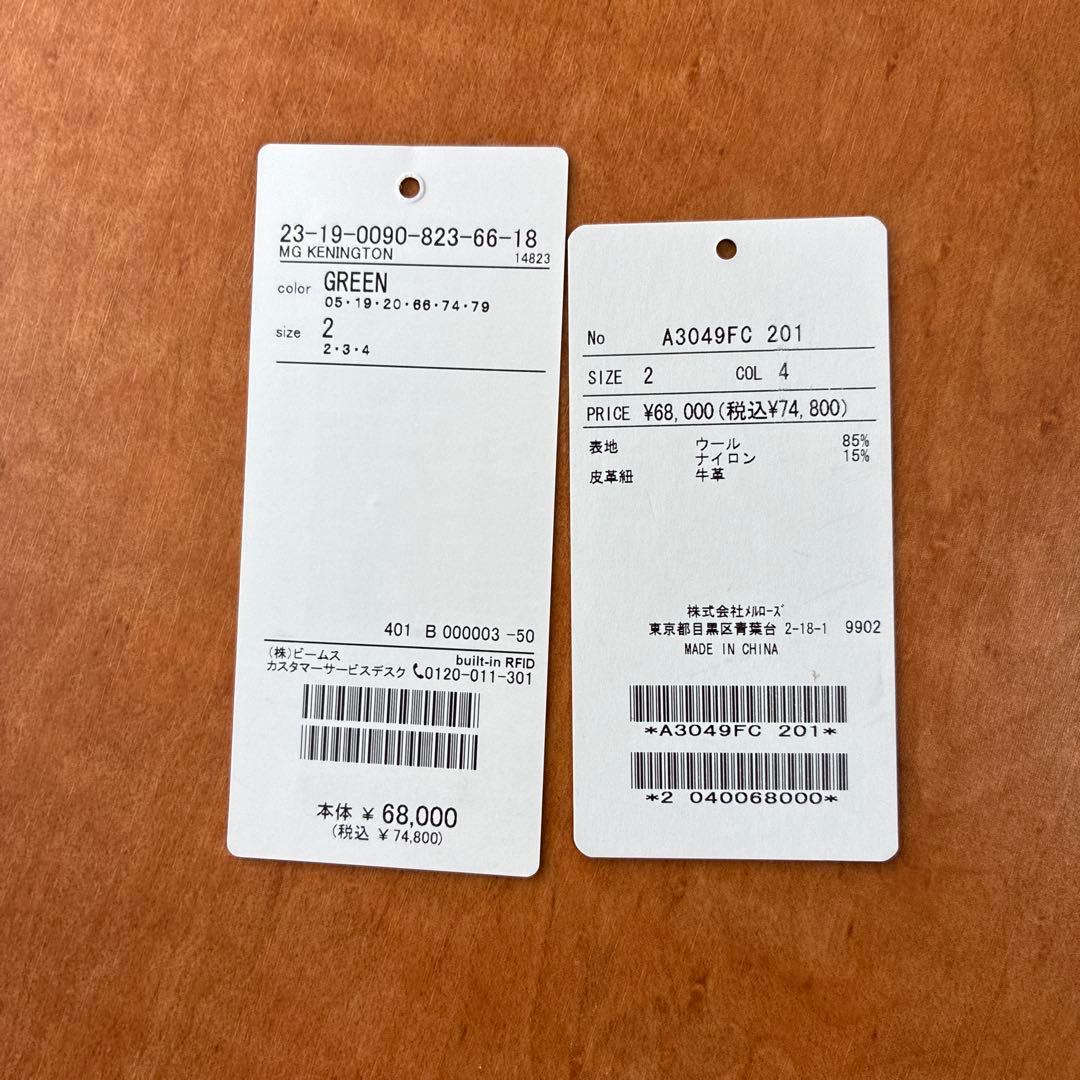 23-19-0090-823-66-18
MG KENINGTON 14823
color GREEN
05・19・20・66・74・79
size 2
2・3・4
401 B 000003 -50
(株)ビームス built-in RFID
カスタマーサービスデスク 0120-011-301
本体 ¥ 68,000
(税込 ¥ 74,800)
No A3049FC 201
SIZE 2 COL 4
PRICE ¥68,000(税込¥74,800)
表地 ウール 85%
ナイロン 15%
皮革紐 牛革
株式会社メルローズ
東京都目黒区青葉台 2-18-1 9902
MADE IN CHINA
*A3049FC 201*
*2 040068000*